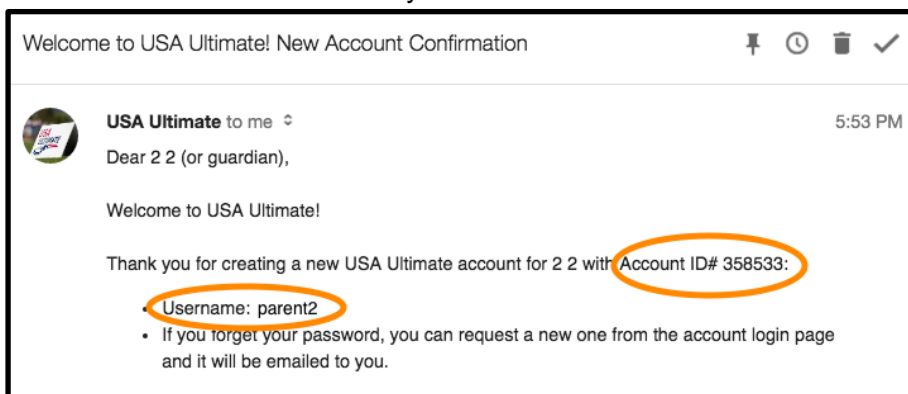 Welcome to USA Ultimate! New Account Confirmation
USA Ultimate to me
5:53 PM
Dear 2 2 (or guardian),
Welcome to USA Ultimate!
Thank you for creating a new USA Ultimate account for 2 2 with Account ID# 358533:
• Username: parent2
• If you forget your password, you can request a new one from the account login page
and it will be emailed to you.